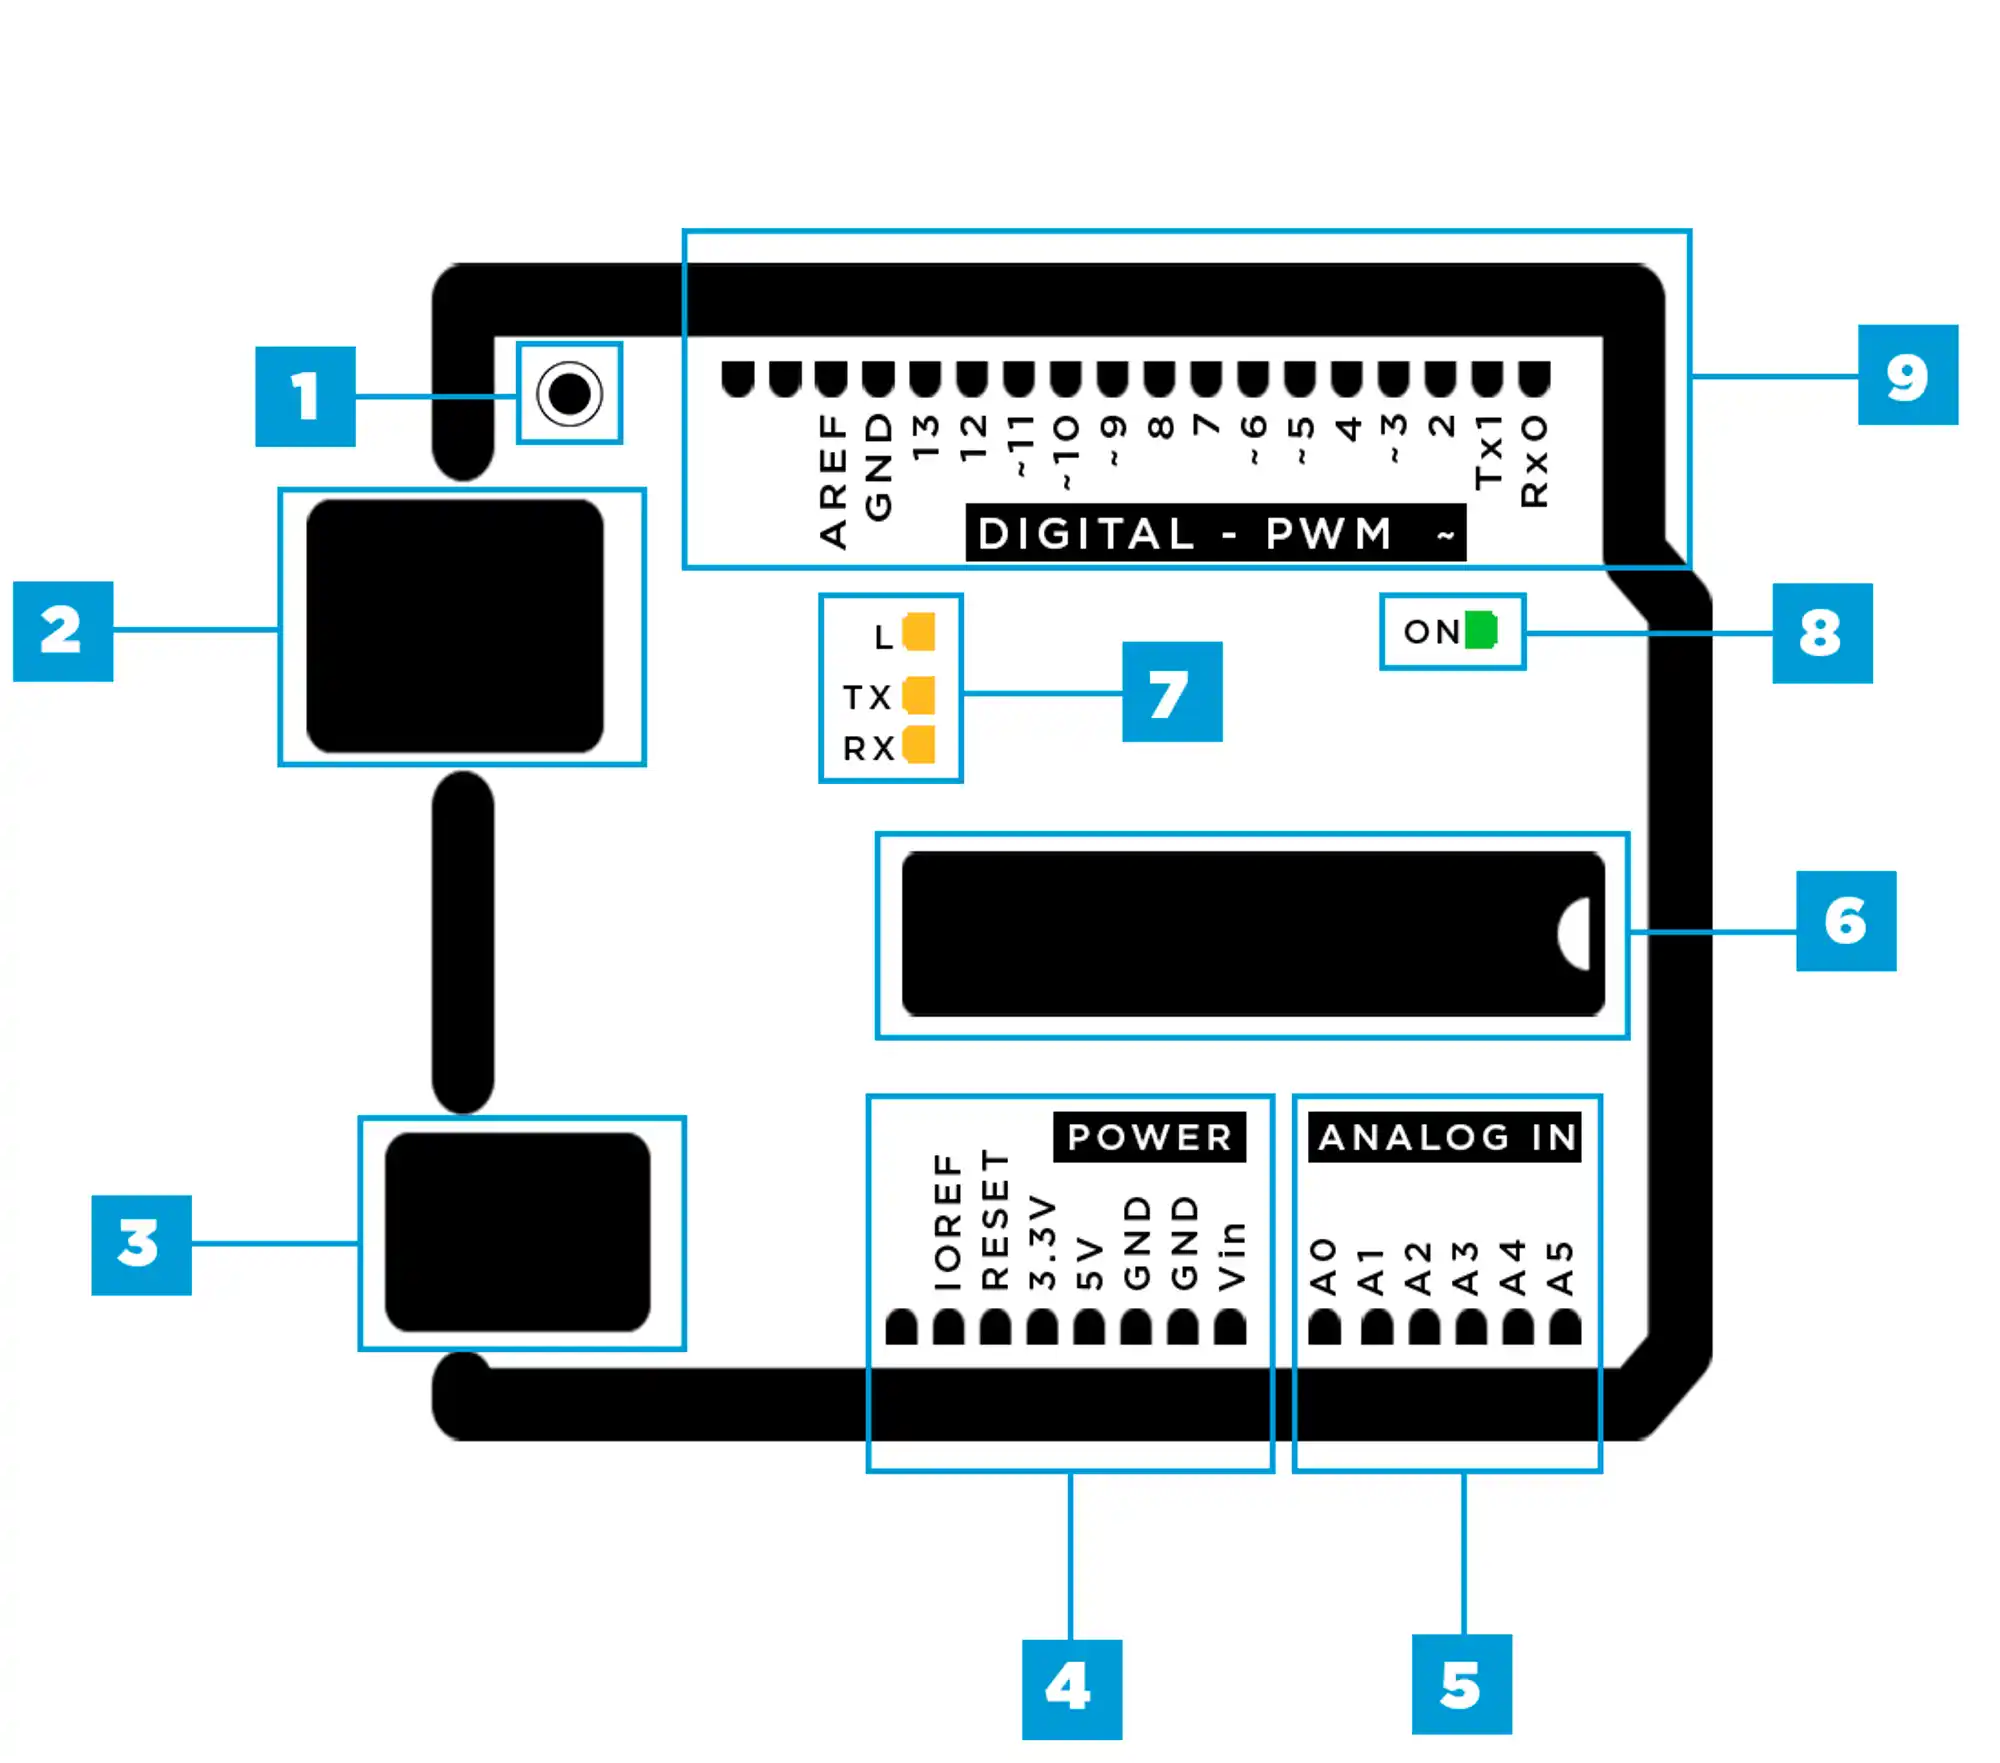 1
9
AREF
GND
13
12
~11
~10
~9
8
7
~6
~5
4
~3
2
Tx1
Rx0
DIGITAL - PWM ~
2
L
TX
RX
7
ON
8
6
3
POWER
IOREF
RESET
3.3V
5V
GND
GND
Vin
ANALOG IN
A0
A1
A2
A3
A4
A5
4
5